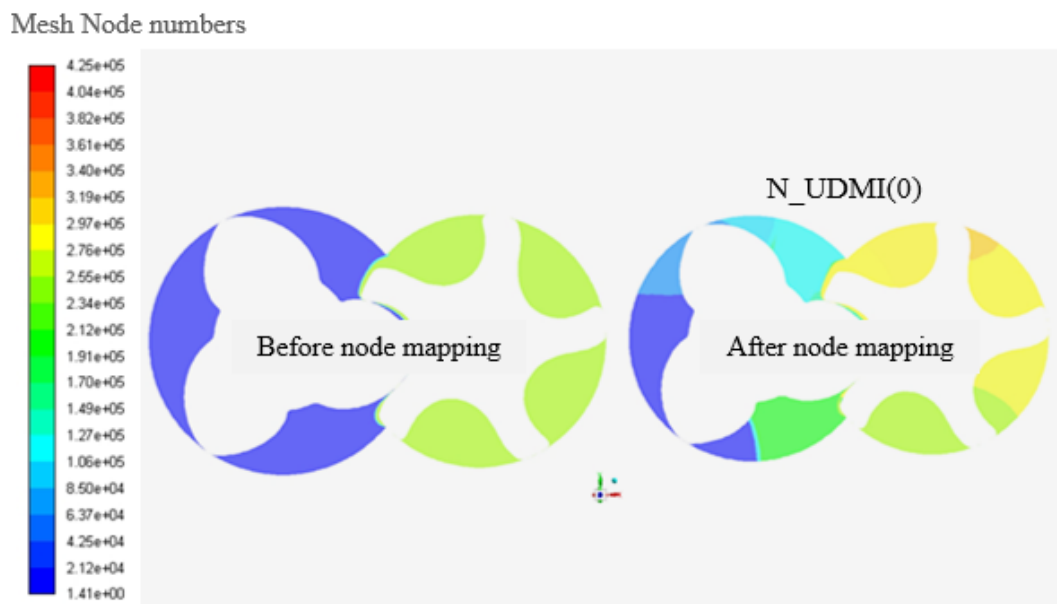 Mesh Node numbers
4.25e+05
4.04e+05
3.82e+05
3.61e+05
3.40e+05
3.19e+05
2.97e+05
2.76e+05
2.55e+05
2.34e+05
2.12e+05
1.91e+05
1.70e+05
1.49e+05
1.27e+05
1.06e+05
8.50e+04
6.37e+04
4.25e+04
2.12e+04
1.41e+00
N_UDMI(0)
Before node mapping
After node mapping